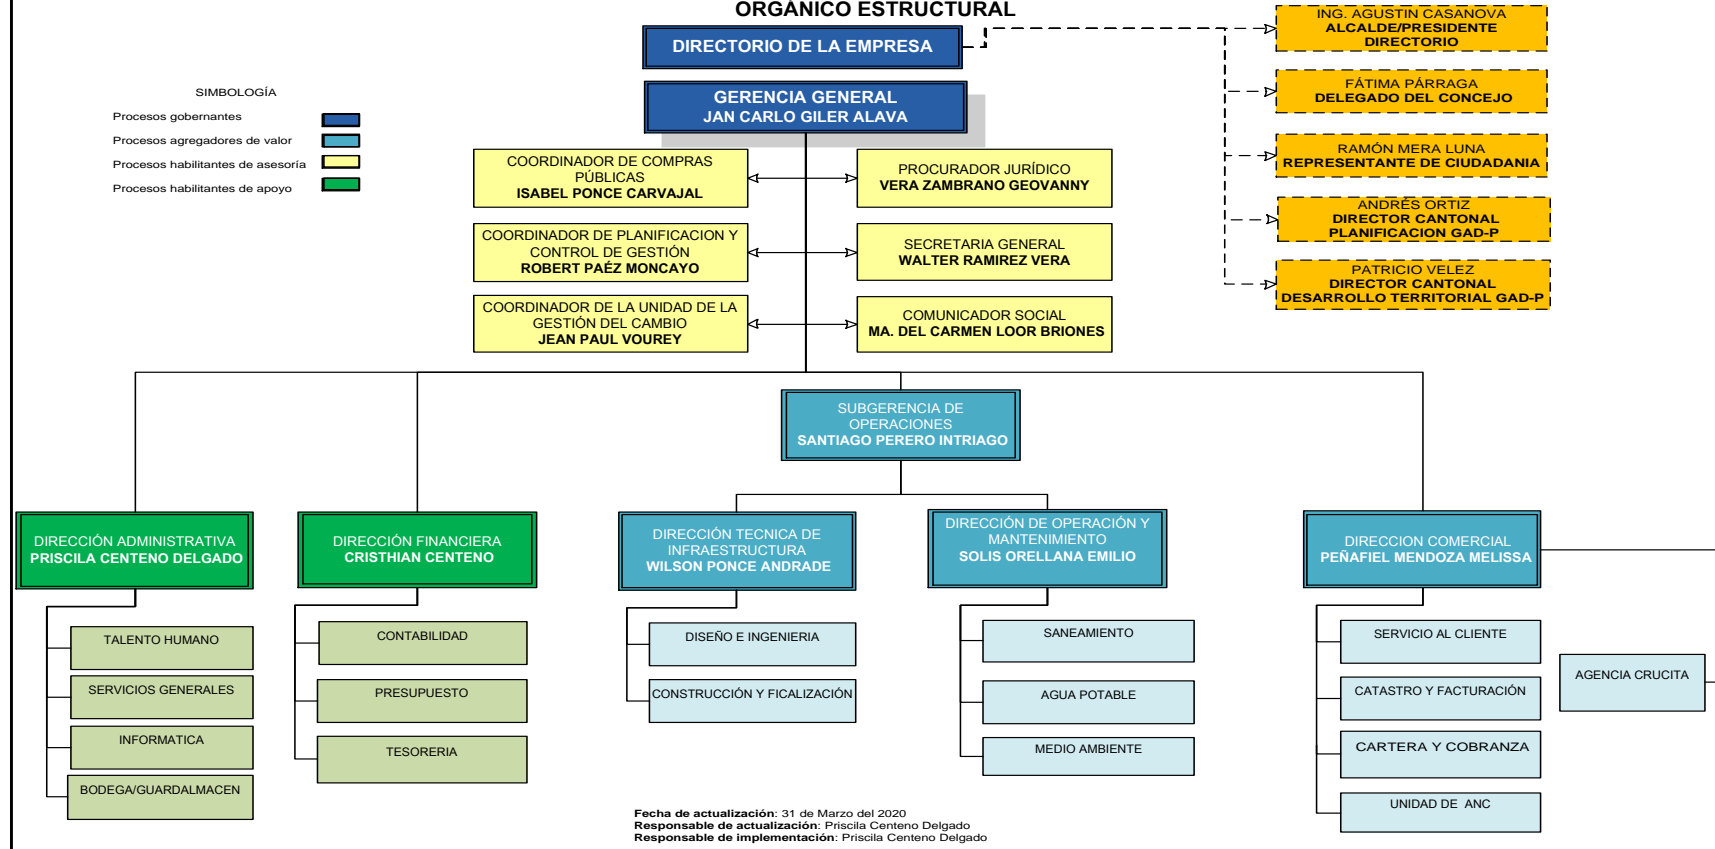 ORGÁNICO ESTRUCTURAL
DIRECTORIO DE LA EMPRESA
GERENCIA GENERAL
JAN CARLO GILER ALAVA
ING. AGUSTIN CASANOVA
ALCALDE/PRESIDENTE
DIRECTORIO
FÁTIMA PÁRRAGA
DELEGADO DEL CONCEJO
RAMÓN MERA LUNA
REPRESENTANTE DE CIUDADANIA
ANDRÉS ORTIZ
DIRECTOR CANTONAL
PLANIFICACION GAD-P
PATRICIO VELEZ
DIRECTOR CANTONAL
DESARROLLO TERRITORIAL GAD-P
SIMBOLOGÍA
Procesos gobernantes
Procesos agregadores de valor
Procesos habilitantes de asesoría
Procesos habilitantes de apoyo
COORDINADOR DE COMPRAS
PÚBLICAS
ISABEL PONCE CARVAJAL
PROCURADOR JURÍDICO
VERA ZAMBRANO GEOVANNY
COORDINADOR DE PLANIFICACION Y
CONTROL DE GESTIÓN
ROBERT PAÉZ MONCAYO
SECRETARIA GENERAL
WALTER RAMIREZ VERA
COORDINADOR DE LA UNIDAD DE LA
GESTIÓN DEL CAMBIO
JEAN PAUL VOUREY
COMUNICADOR SOCIAL
MA. DEL CARMEN LOOR BRIONES
SUBGERENCIA DE
OPERACIONES
SANTIAGO PERERO INTRIAGO
DIRECCIÓN ADMINISTRATIVA
PRISCILA CENTENO DELGADO
DIRECCIÓN FINANCIERA
CRISTHIAN CENTENO
DIRECCIÓN TECNICA DE
INFRAESTRUCTURA
WILSON PONCE ANDRADE
DIRECCIÓN DE OPERACIÓN Y
MANTENIMIENTO
SOLIS ORELLANA EMILIO
DIRECCION COMERCIAL
PEÑAFIEL MENDOZA MELISSA
TALENTO HUMANO
SERVICIOS GENERALES
INFORMATICA
BODEGA/GUARDALMACEN
CONTABILIDAD
PRESUPUESTO
TESORERIA
DISEÑO E INGENIERIA
CONSTRUCCIÓN Y FICALIZACIÓN
SANEAMIENTO
AGUA POTABLE
MEDIO AMBIENTE
SERVICIO AL CLIENTE
CATASTRO Y FACTURACIÓN
CARTERA Y COBRANZA
UNIDAD DE ANC
AGENCIA CRUCITA
Fecha de actualización: 31 de Marzo del 2020
Responsable de actualización: Priscila Centeno Delgado
Responsable de implementación: Priscila Centeno Delgado